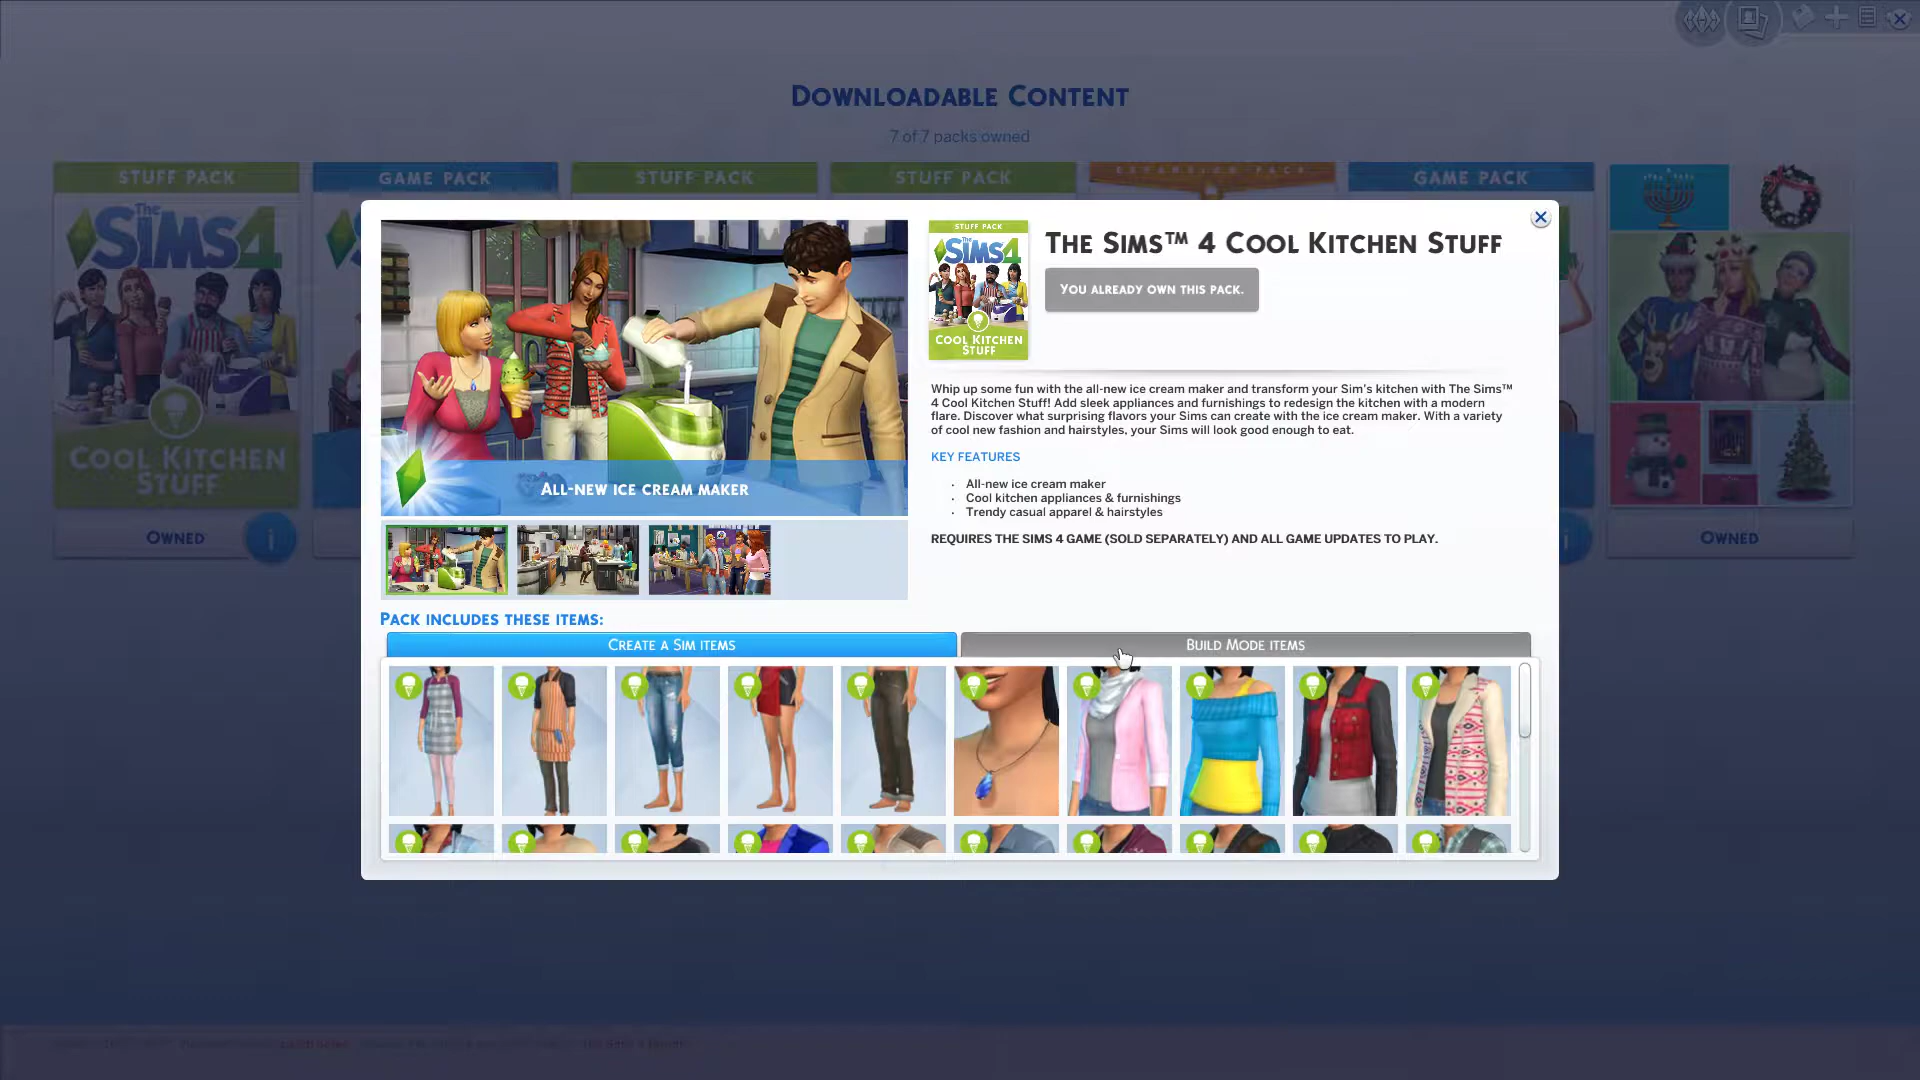 Downloadable Content
7 of 7 packs owned
STUFF PACK
GAME PACK
STUFF PACK
STUFF PACK
EXPANSION PACK
GAME PACK
The SIMS 4
COOL KITCHEN
STUFF
OWNED
OWNED
ALL-NEW ICE CREAM MAKER
STUFF PACK
The SIMS 4
COOL KITCHEN
STUFF
THE SIMS™ 4 COOL KITCHEN STUFF
YOU ALREADY OWN THIS PACK.
Whip up some fun with the all-new ice cream maker and transform your Sim's kitchen with The Sims™
4 Cool Kitchen Stuff! Add sleek appliances and furnishings to redesign the kitchen with a modern
flare. Discover what surprising flavors your Sims can create with the ice cream maker. With a variety
of cool new fashion and hairstyles, your Sims will look good enough to eat.
KEY FEATURES
· All-new ice cream maker
· Cool kitchen appliances & furnishings
· Trendy casual apparel & hairstyles
REQUIRES THE SIMS 4 GAME (SOLD SEPARATELY) AND ALL GAME UPDATES TO PLAY.
PACK INCLUDES THESE ITEMS:
CREATE A SIM ITEMS
BUILD MODE ITEMS